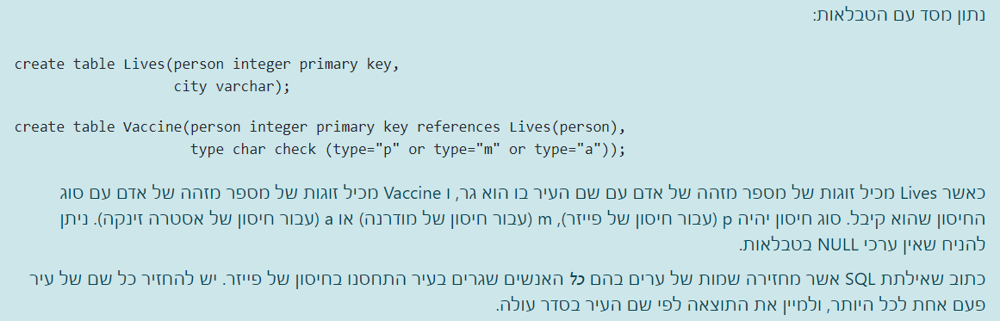 נתון מסד עם הטבלאות:
create table Lives(person integer primary key,
city varchar);
create table Vaccine(person integer primary key references Lives(person),
type char check (type="p" or type="m" or type="a"));
כאשר Lives מכיל זוגות של מספר מזהה של אדם עם שם העיר בו הוא גר, ו Vaccine מכיל זוגות של מספר מזהה של אדם עם סוג
החיסון שהוא קיבל. סוג חיסון יהיה p (עבור חיסון של פייזר), m (עבור חיסון של מודרנה) או a (עבור חיסון של אסטרה זינקה). ניתן
להניח שאין ערכי NULL בטבלאות.
כתוב שאילתת SQL אשר מחזירה שמות של ערים בהם כל האנשים שגרים בעיר התחסנו בחיסון של פייזר. יש להחזיר כל שם של עיר
פעם אחת לכל היותר, ולמיין את התוצאה לפי שם העיר בסדר עולה.